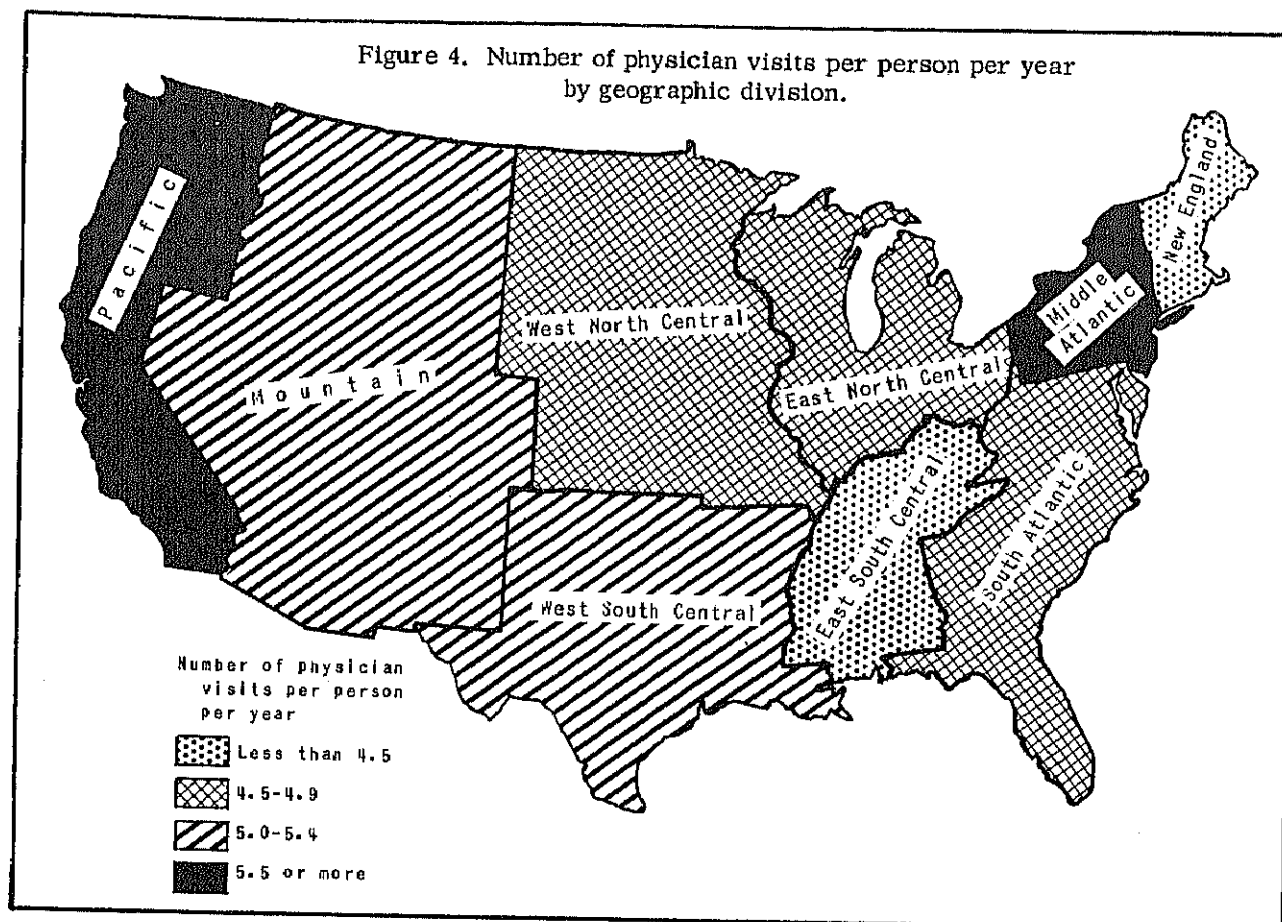 Figure 4. Number of physician visits per person per year
by geographic division.
Pacific
Mountain
West North Central
East North Central
Middle
Atlantic
New England
West South Central
East South Central
South Atlantic
Number of physician
visits per person
per year
Less than 4.5
4.5-4.9
5.0-5.4
5.5 or more